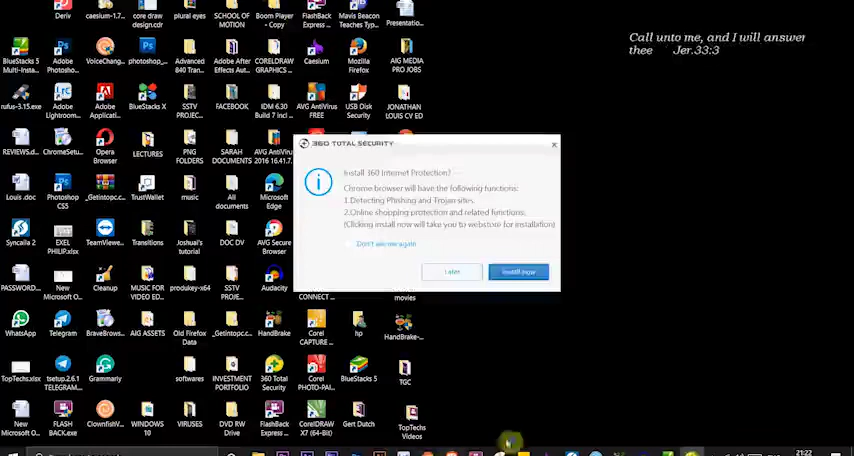 Deriv
caesium-1.7...
core draw design.cdr
plural eyes
SCHOOL OF MOTION
Boom Player - Copy
FlashBack Express ...
Mavis Beacon Teaches Typ...
Presentatio...
Call unto me, and I will answer
thee Jer.33:3
BlueStacks 5 Multi-Insta...
Adobe Photosho...
VoiceChang...
photoshop_...
Advanced 840 Tran...
Adobe After Effects Aut...
CORELDRAW GRAPHICS ...
Caesium
Mozilla Firefox
AIG MEDIA PRO JOBS
rufus-3.15.exe
Adobe Lightroom...
Adobe Applicatio...
BlueStacks X
SSTV PROJEC...
FACEBOOK
IDM 6.30 Build 7 incl ...
AVG AntiVirus FREE
USB Disk Security
JONATHAN LOUIS CV ED
REVIEWS.d...
ChromeSetu...
Opera Browser
LECTURES
PNG FOLDERS
SARAH DOCUMENTS
AVG AntiVirus 2016 16.41.7...
360 TOTAL SECURITY
Install 360 Internet Protection?
Chrome browser will have the following functions:
1.Detecting Phishing and Trojan sites.
2.Online shopping protection and related functions.
(Clicking install now will take you to webstore for installation)
Don't ask me again
Later
Install now
Louis .doc
Photoshop CS5
_Getintopc....
TrustWallet
music
All documents
Microsoft Edge
Syncaila 2
EXEL PHILIP.xlsx
TeamViewe...
Transitions
Joshual's tutorial
DOC DV
AVG Secure Browser
PASSWORD...
New Microsoft O...
Cleanup
MUSIC FOR VIDEO ED...
produkey-x64
SSTV PROJE...
Audacity
CONNECT ...
movies
WhatsApp
Telegram
BraveBrows...
AIG ASSETS
Old Firefox Data
_Getintopc...
HandBrake
Corel CAPTURE ...
hp
HandBrake-...
TopTechs.xlsx
tsetup.2.6.1 TELEGRAM...
Grammarly
softwares
INVESTMENT PORTFOLIO
360 Total Security
Corel PHOTO-PAI...
BlueStacks 5
TGC
New Microsoft O...
FLASH BACK.exe
ClownfishV...
WINDOWS 10
VIRUSES
DVD RW Drive
FlashBack Express ...
CorelDRAW X7 (64-Bit)
Gert Dutch
TopTechs Videos
21:22